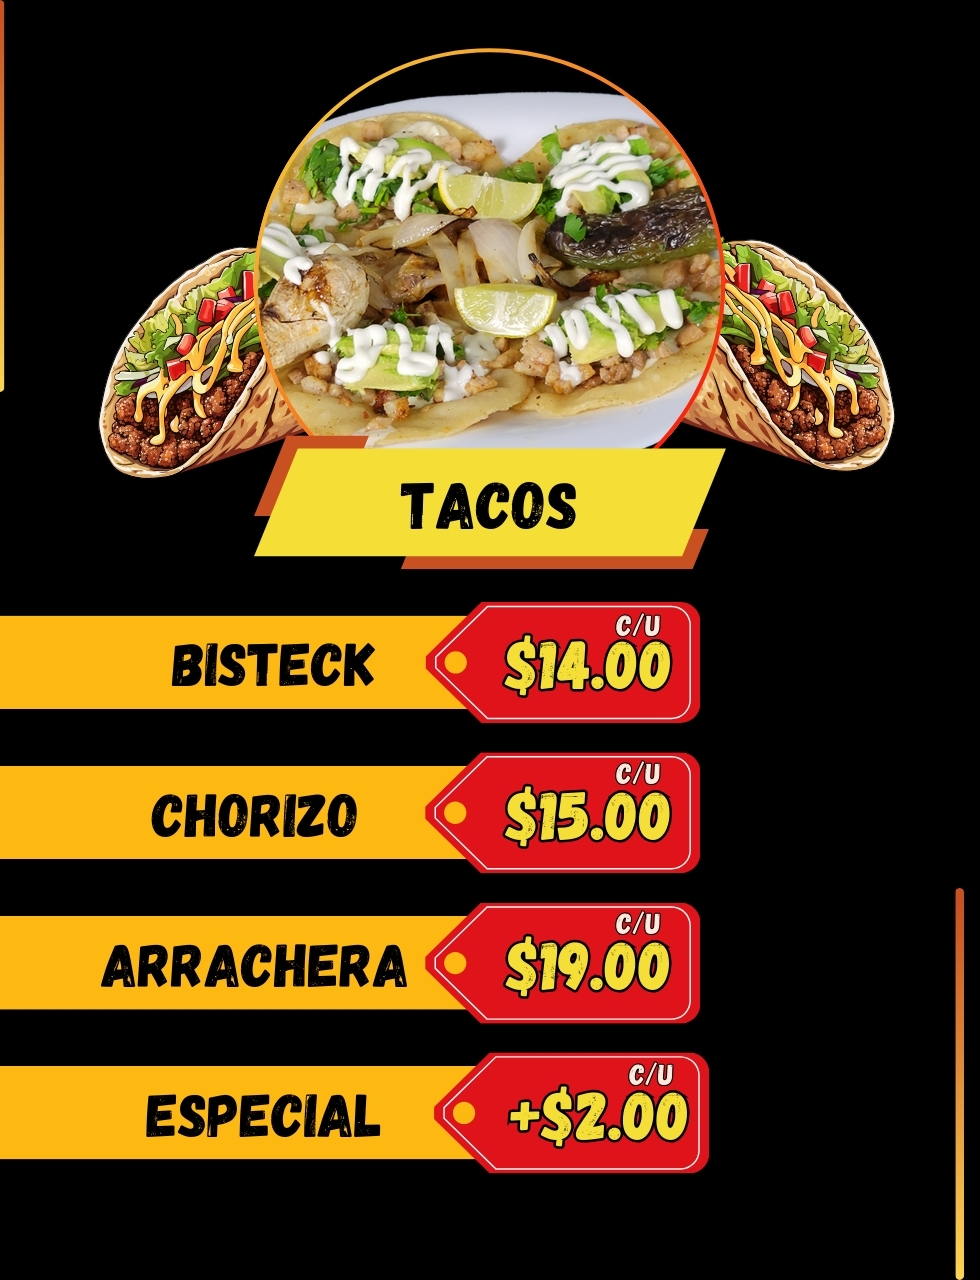 TACOS
BISTECK
C/U
$14.00
CHORIZO
C/U
$15.00
ARRACHERA
C/U
$19.00
ESPECIAL
C/U
+$2.00